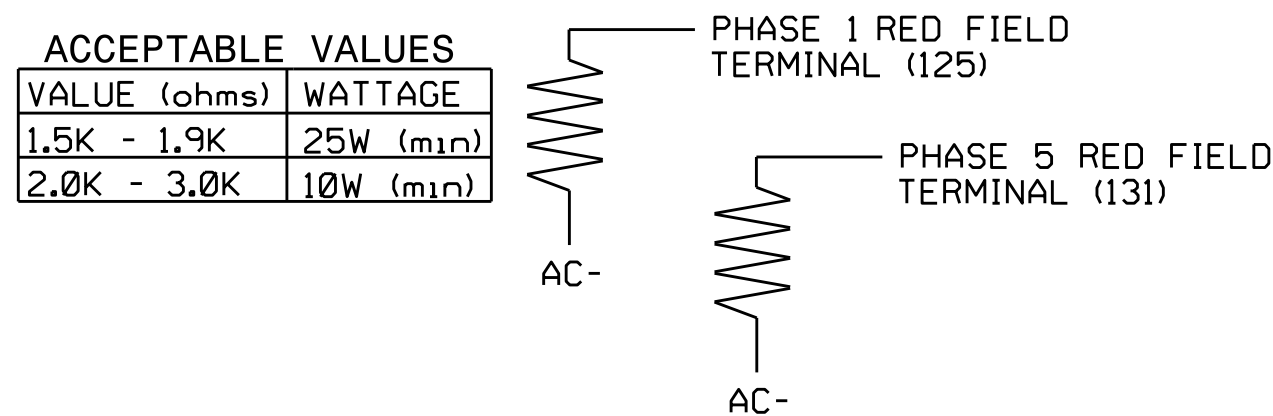 ACCEPTABLE VALUES
VALUE (ohms) WATTAGE
1.5K - 1.9K 25W (min)
2.0K - 3.0K 10W (min)
PHASE 1 RED FIELD
TERMINAL (125)
AC-
PHASE 5 RED FIELD
TERMINAL (131)
AC-